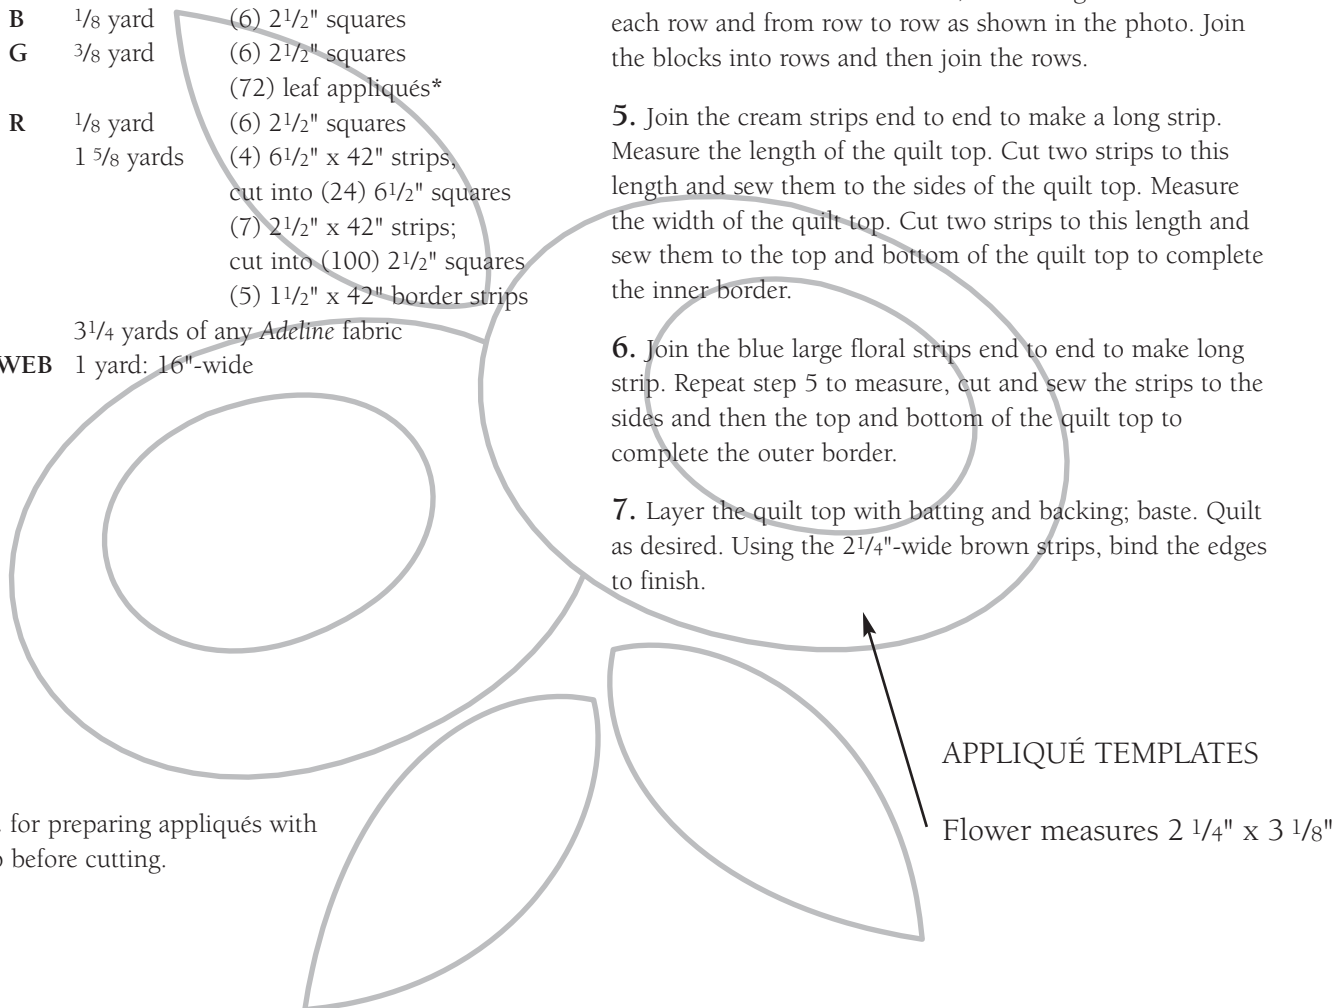 B 1/8 yard (6) 2 1/2" squares
G 3/8 yard (6) 2 1/2" squares
(72) leaf appliqués*
R 1/8 yard (6) 2 1/2" squares
1 5/8 yards (4) 6 1/2" x 42" strips,
cut into (24) 6 1/2" squares
(7) 2 1/2" x 42" strips;
cut into (100) 2 1/2" squares
(5) 1 1/2" x 42" border strips
3 1/4 yards of any Adeline fabric
WEB 1 yard: 16"-wide
for preparing appliqués with
before cutting.
each row and from row to row as shown in the photo. Join
the blocks into rows and then join the rows.
5. Join the cream strips end to end to make a long strip.
Measure the length of the quilt top. Cut two strips to this
length and sew them to the sides of the quilt top. Measure
the width of the quilt top. Cut two strips to this length and
sew them to the top and bottom of the quilt top to complete
the inner border.
6. Join the blue large floral strips end to end to make long
strip. Repeat step 5 to measure, cut and sew the strips to the
sides and then the top and bottom of the quilt top to
complete the outer border.
7. Layer the quilt top with batting and backing; baste. Quilt
as desired. Using the 2 1/4"-wide brown strips, bind the edges
to finish.
APPLIQUÉ TEMPLATES
Flower measures 2 1/4" x 3 1/8"